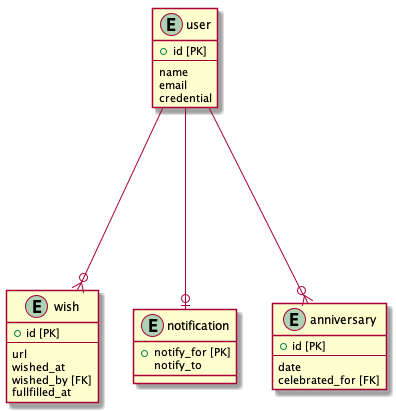 E user
id [PK]
name
email
credential
E wish
id [PK]
url
wished_at
wished_by [FK]
fullfilled_at
E notification
notify_for [PK]
notify_to
E anniversary
id [PK]
date
celebrated_for [FK]